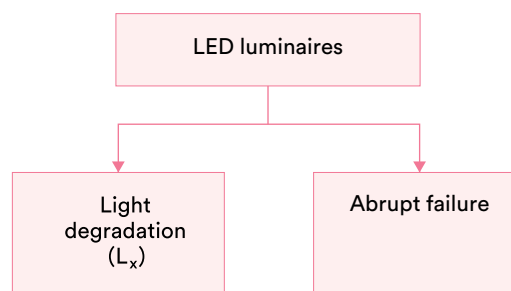 LED luminaires
Light
degradation
(Lₓ)
Abrupt failure